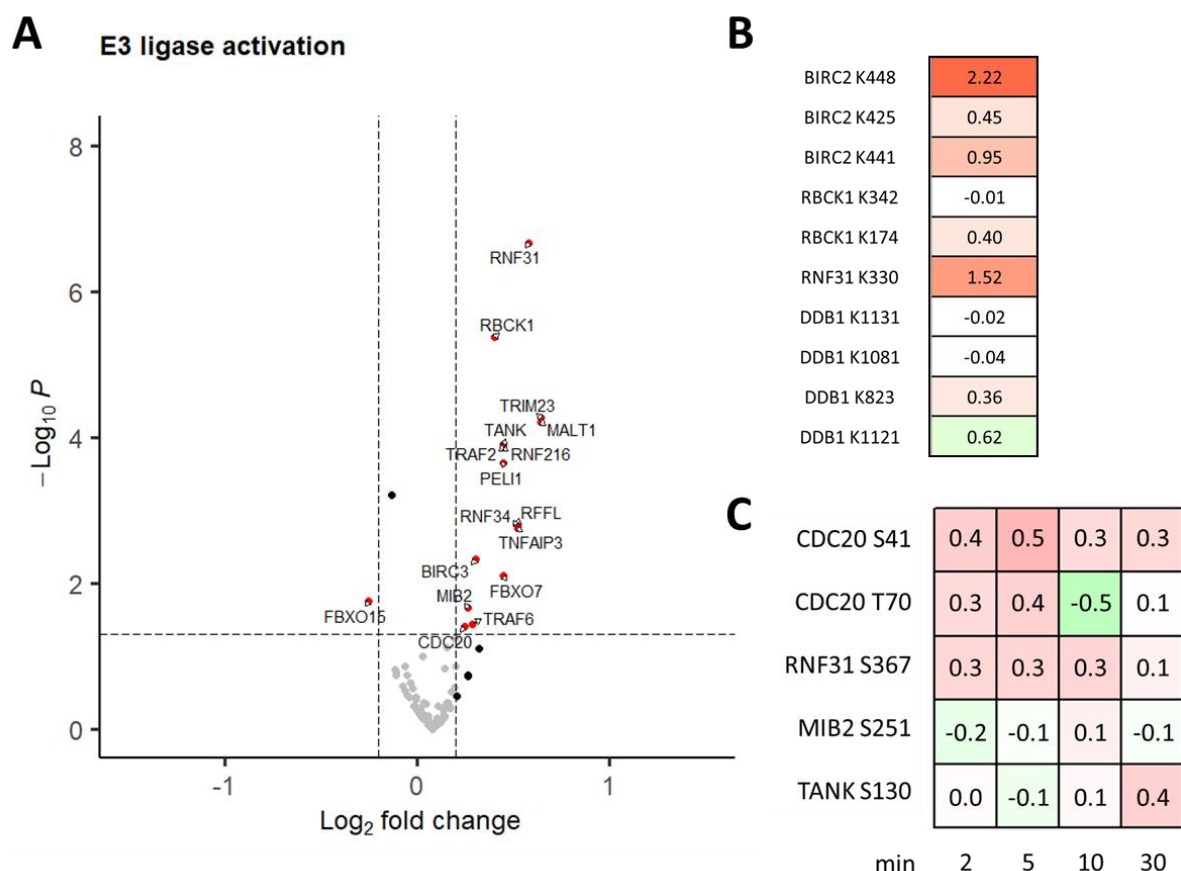 A
E3 ligase activation
8
6
4
2
0
-1
0
1
−Log10 P
Log2 fold change
RNF31
RBCK1
TRIM23
TANK
MALT1
TRAF2
RNF216
PELI1
RNF34
RFFL
TNFAIP3
BIRC3
FBXO7
MIB2
FBXO15
TRAF6
CDC20
B
BIRC2 K448 2.22
BIRC2 K425 0.45
BIRC2 K441 0.95
RBCK1 K342 -0.01
RBCK1 K174 0.40
RNF31 K330 1.52
DDB1 K1131 -0.02
DDB1 K1081 -0.04
DDB1 K823 0.36
DDB1 K1121 0.62
C
CDC20 S41 0.4 0.5 0.3 0.3
CDC20 T70 0.3 0.4 -0.5 0.1
RNF31 S367 0.3 0.3 0.3 0.1
MIB2 S251 -0.2 -0.1 0.1 -0.1
TANK S130 0.0 -0.1 0.1 0.4
min 2 5 10 30